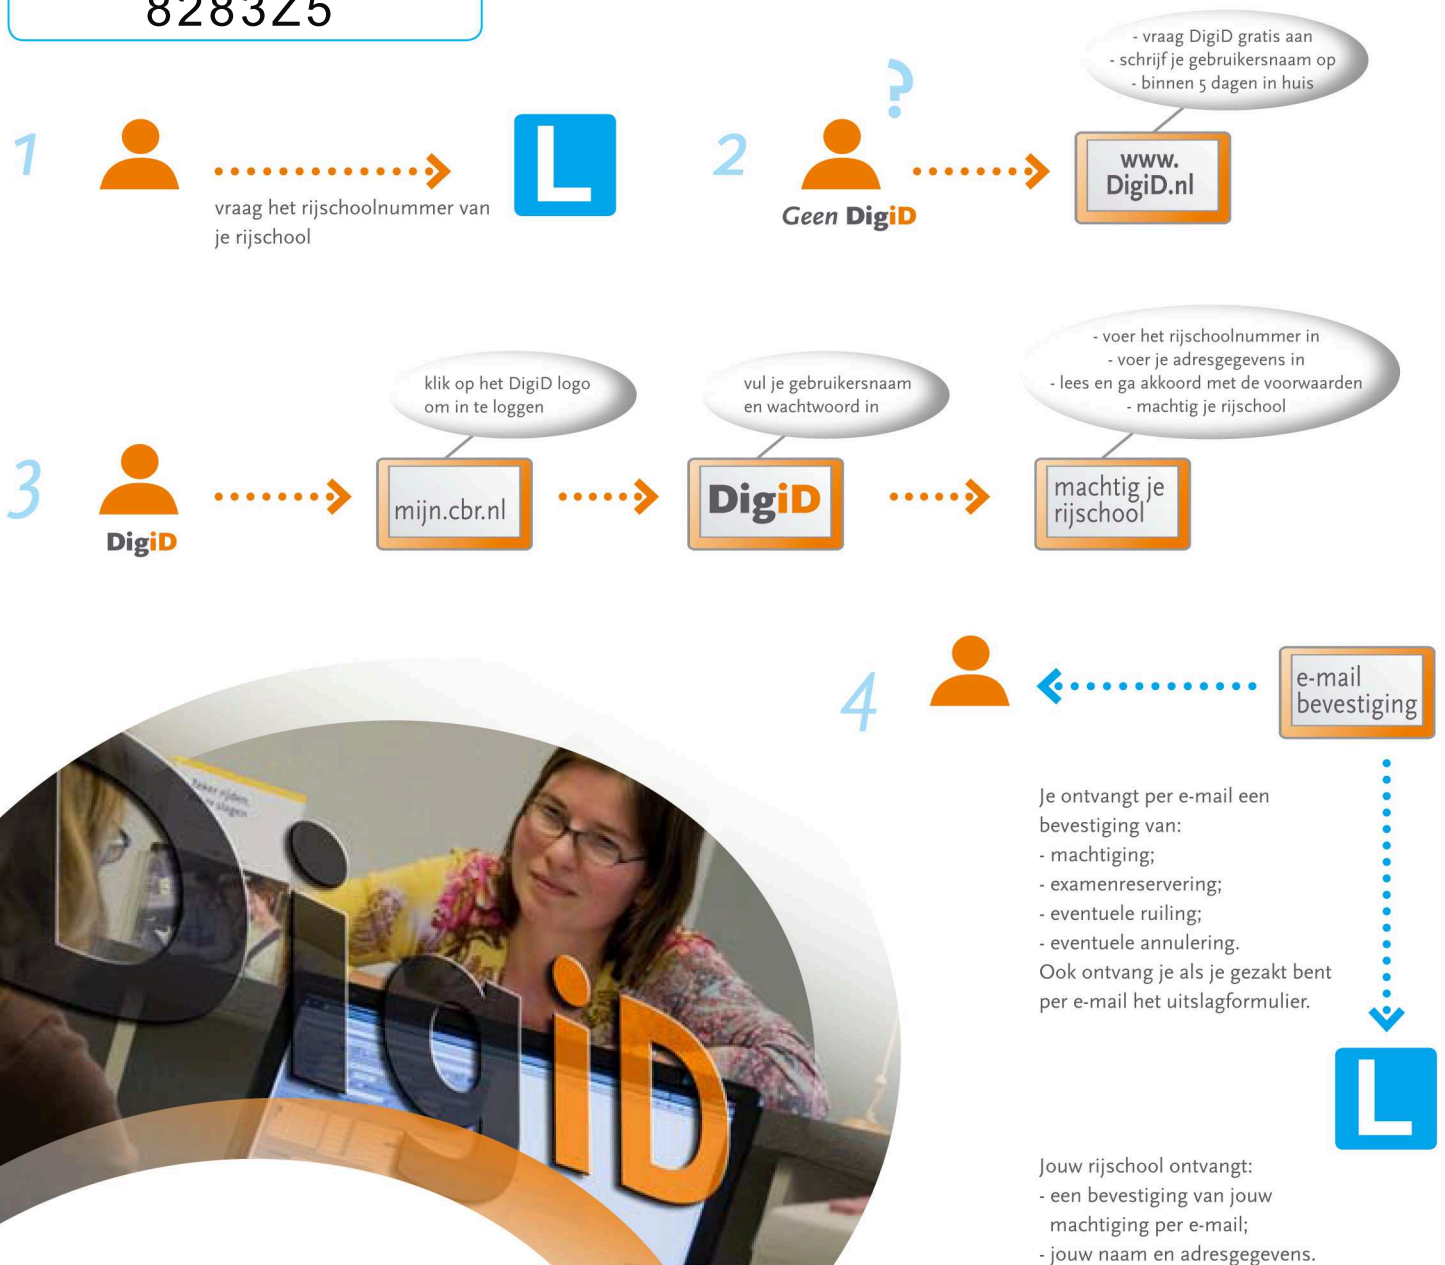 8283Z5
- vraag DigiD gratis aan
- schrijf je gebruikersnaam op
- binnen 5 dagen in huis
1
vraag het rijschoolnummer van
je rijschool
L
2
?
Geen DigiD
www.
DigiD.nl
3
DigiD
klik op het DigiD logo
om in te loggen
mijn.cbr.nl
vul je gebruikersnaam
en wachtwoord in
DigiD
- voer het rijschoolnummer in
- voer je adresgegevens in
- lees en ga akkoord met de voorwaarden
- machtig je rijschool
machtig je
rijschool
4
e-mail
bevestiging
Je ontvangt per e-mail een
bevestiging van:
- machtiging;
- examenreservering;
- eventuele ruiling;
- eventuele annulering.
Ook ontvang je als je gezakt bent
per e-mail het uitslagformulier.
L
Jouw rijschool ontvangt:
- een bevestiging van jouw
machtiging per e-mail;
- jouw naam en adresgegevens.
Zeker rijden,
slagen
DigiD